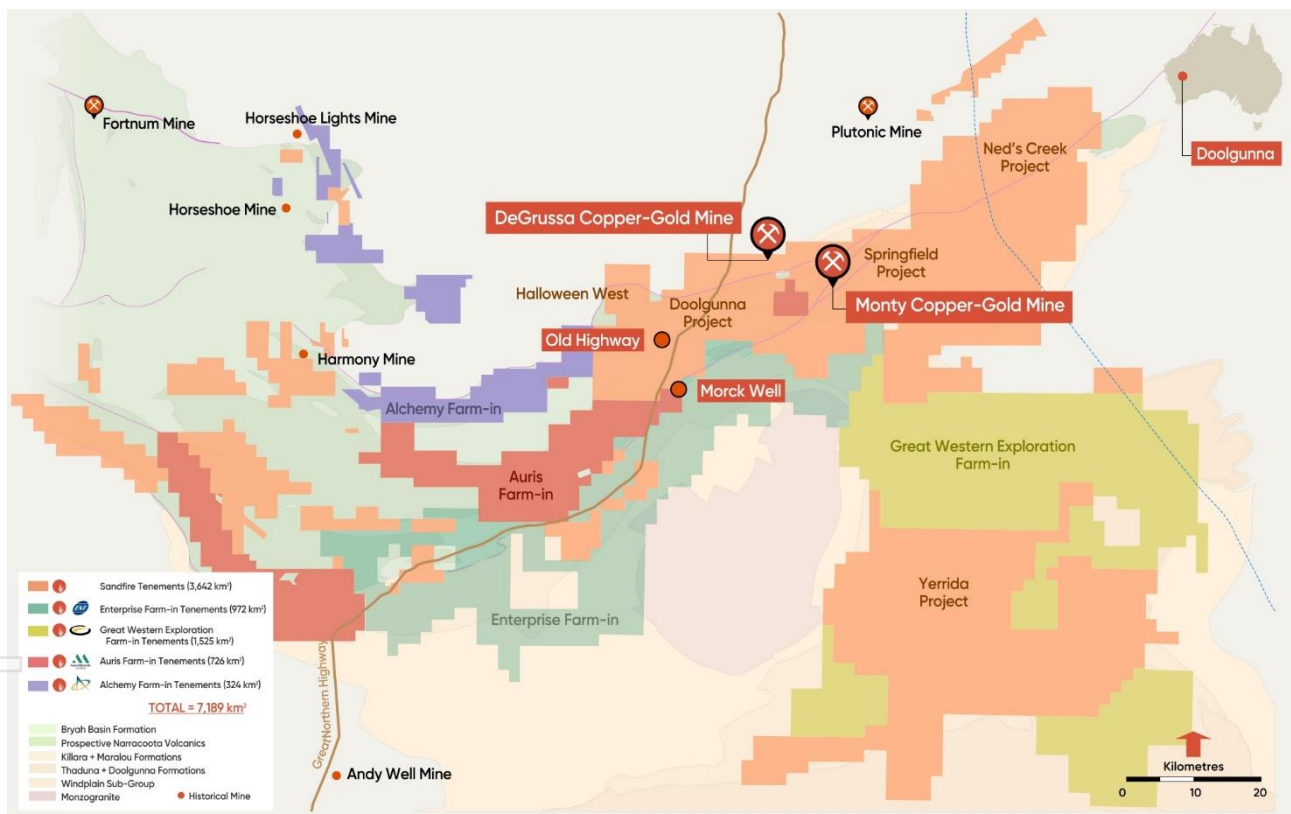 Fortnum Mine
Horseshoe Lights Mine
Plutonic Mine
Ned's Creek
Project
Doolgunna
Horseshoe Mine
DeGrussa Copper-Gold Mine
Springfield
Project
Halloween West
Doolgunna
Project
Monty Copper-Gold Mine
Old Highway
Harmony Mine
Morck Well
Alchemy Farm-in
Great Western Exploration
Farm-in
Auris
Farm-in
Yerrida
Project
Enterprise Farm-in
Great Northern Highway
Andy Well Mine
Sandfire Tenements (3,642 km²)
Enterprise Farm-in Tenements (972 km²)
Great Western Exploration
Farm-in Tenements (1,525 km²)
Auris Farm-in Tenements (726 km²)
Alchemy Farm-in Tenements (324 km²)
TOTAL = 7,189 km²
Bryah Basin Formation
Prospective Narracoota Volcanics
Killara + Maralou Formations
Thaduna + Doolgunna Formations
Windplain Sub-Group
Monzogranite
Historical Mine
Kilometres
0 10 20